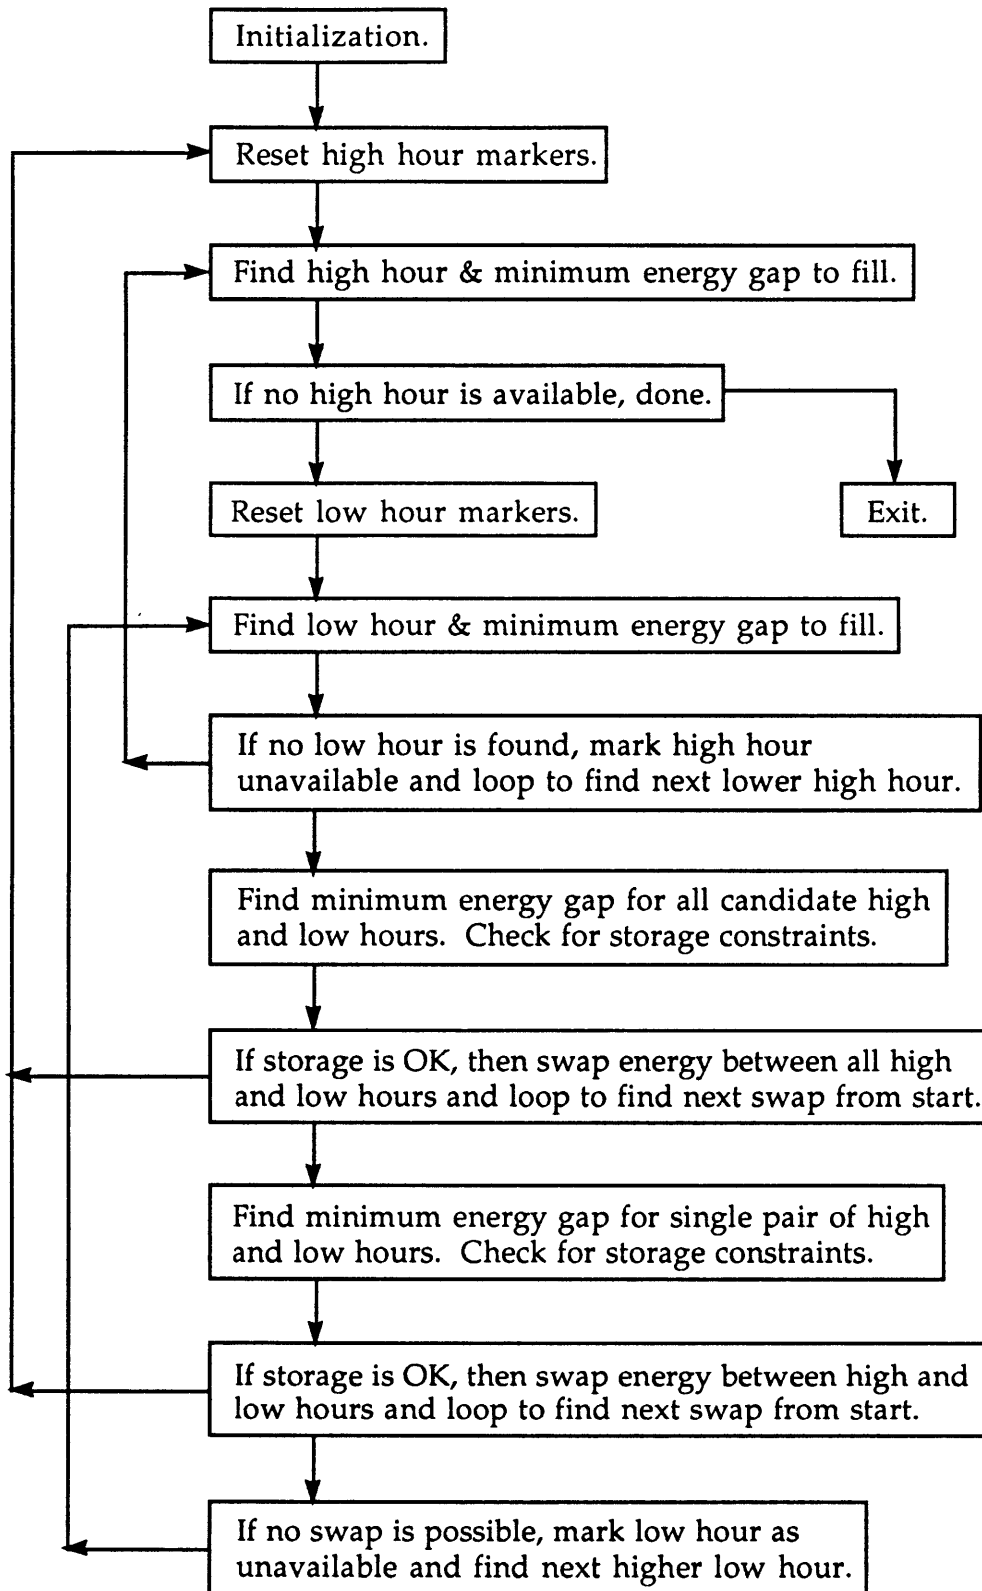 Initialization.
Reset high hour markers.
Find high hour & minimum energy gap to fill.
If no high hour is available, done.
Reset low hour markers.
Exit.
Find low hour & minimum energy gap to fill.
If no low hour is found, mark high hour
unavailable and loop to find next lower high hour.
Find minimum energy gap for all candidate high
and low hours. Check for storage constraints.
If storage is OK, then swap energy between all high
and low hours and loop to find next swap from start.
Find minimum energy gap for single pair of high
and low hours. Check for storage constraints.
If storage is OK, then swap energy between high and
low hours and loop to find next swap from start.
If no swap is possible, mark low hour as
unavailable and find next higher low hour.